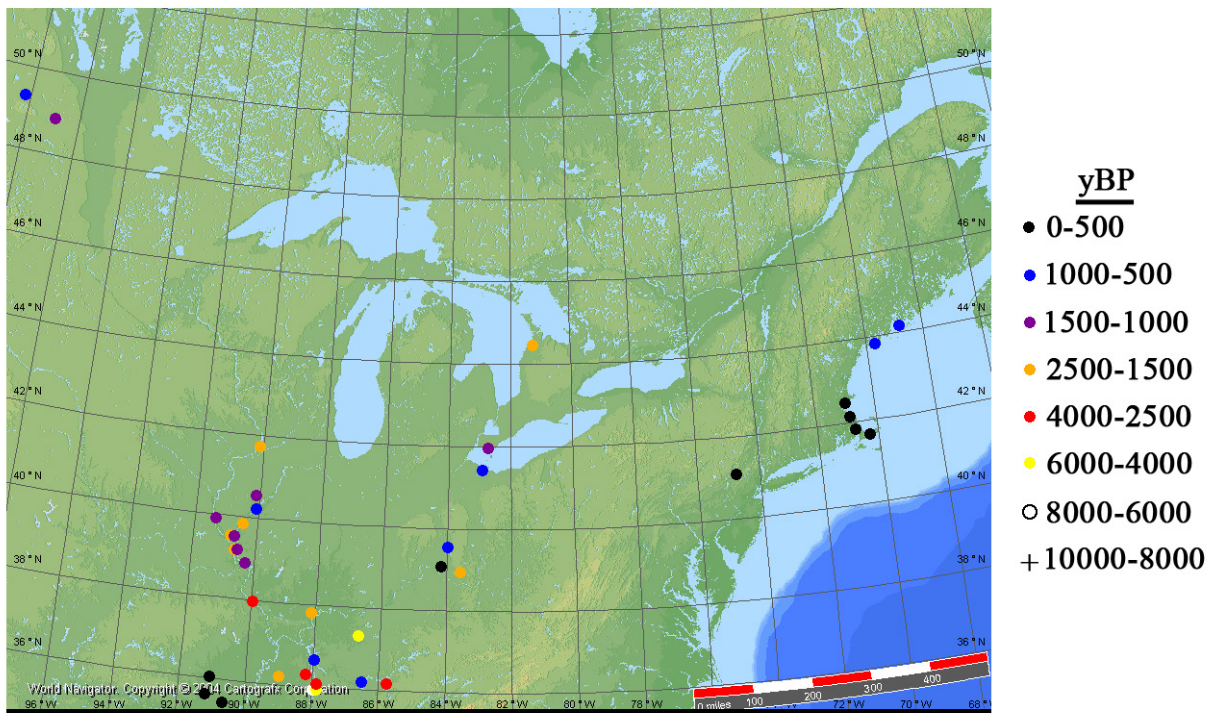 50° N
50° N
48° N
48° N
46° N
46° N
44° N
44° N
42° N
42° N
40° N
40° N
38° N
38° N
36° N
36° N
World Navigator. Copyright © 2004 Cartografx Corporation
0 miles 100 200 300 400
96° W 94° W 92° W 90° W 88° W 86° W 84° W 82° W 80° W 78° W 76° W 74° W 72° W 70° W 68° W
yBP
0-500
1000-500
1500-1000
2500-1500
4000-2500
6000-4000
8000-6000
10000-8000